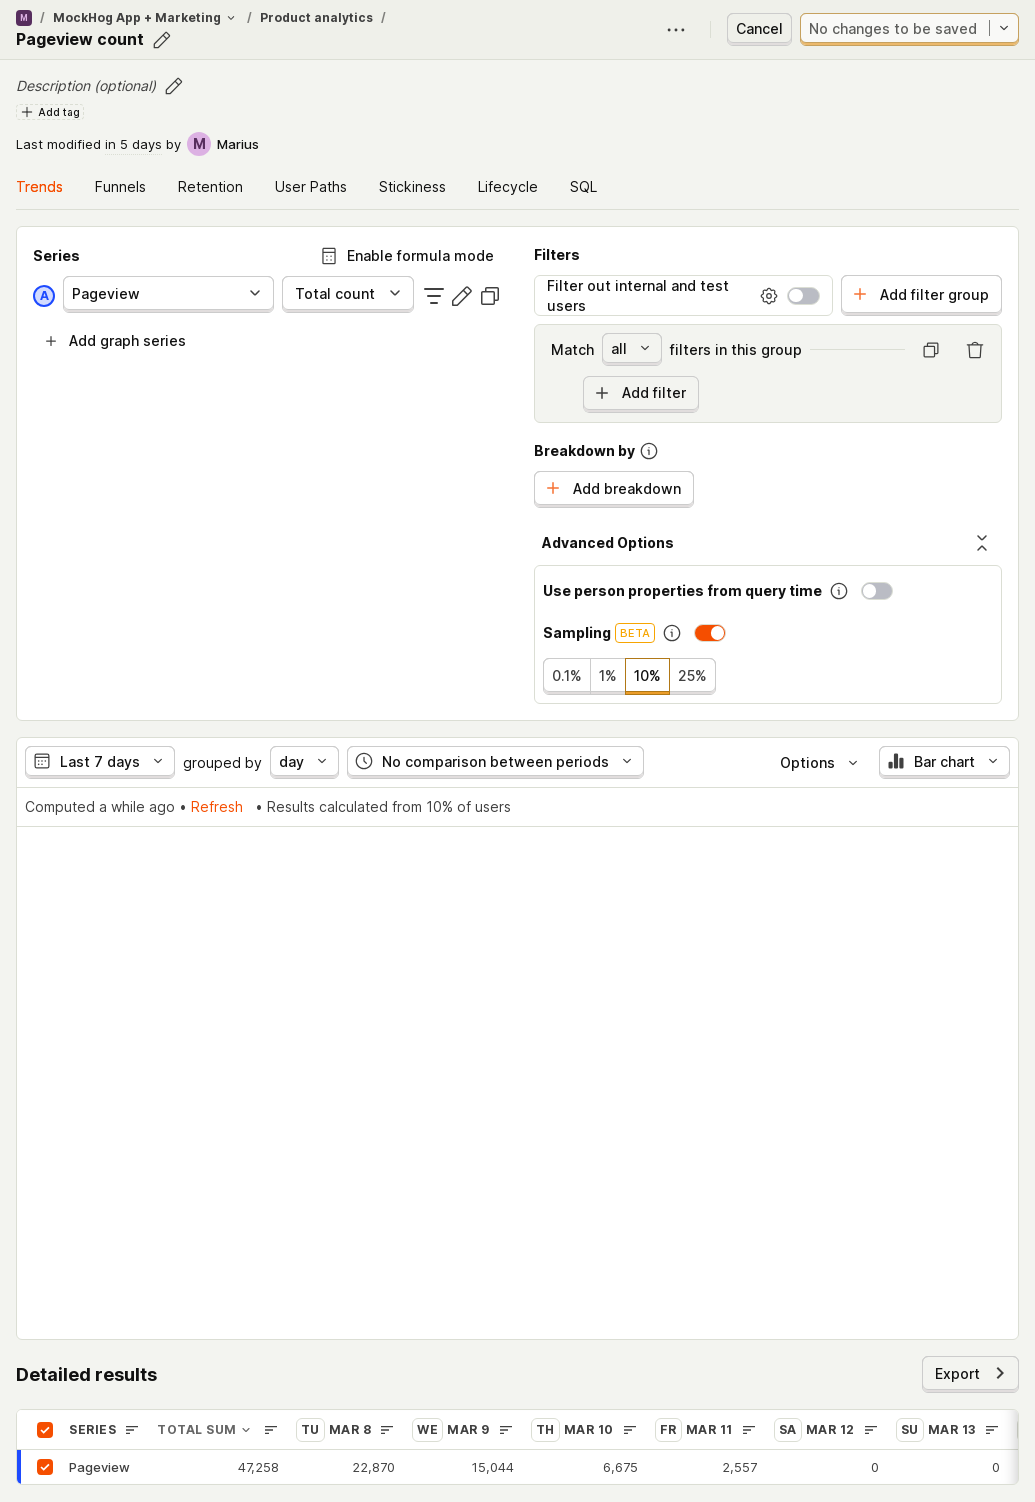 M / MockHog App + Marketing / Product analytics /
Pageview count
Cancel
No changes to be saved
Description (optional)
Add tag
Last modified in 5 days by M Marius
Trends Funnels Retention User Paths Stickiness Lifecycle SQL
Series
Enable formula mode
A Pageview Total count
Add graph series
Filters
Filter out internal and test
users
Add filter group
Match all filters in this group
Add filter
Breakdown by
Add breakdown
Advanced Options
Use person properties from query time
Sampling BETA
0.1% 1% 10% 25%
Last 7 days grouped by day No comparison between periods Options Bar chart
Computed a while ago • Refresh • Results calculated from 10% of users
Detailed results
Export
SERIES TOTAL SUM TU MAR 8 WE MAR 9 TH MAR 10 FR MAR 11 SA MAR 12 SU MAR 13
Pageview 47,258 22,870 15,044 6,675 2,557 0 0